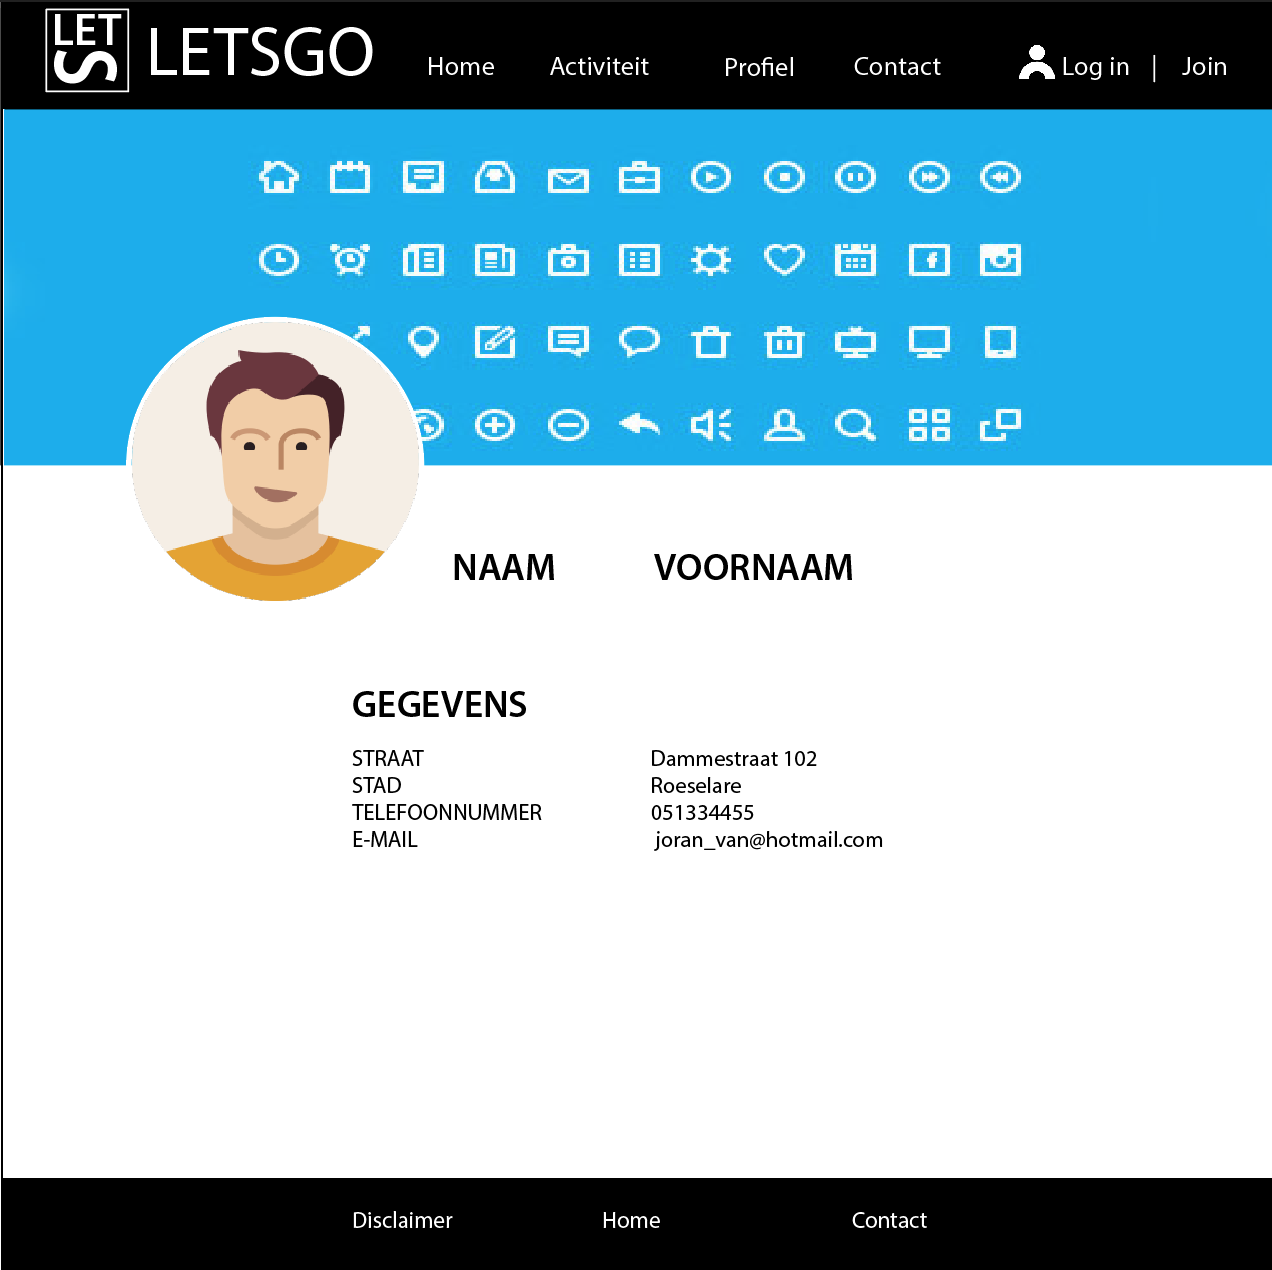 LET
S
LETSGO
Home Activiteit Profiel Contact Log in | Join
NAAM VOORNAAM
GEGEVENS
STRAAT Dammestraat 102
STAD Roeselare
TELEFOONNUMMER 051334455
E-MAIL joran_van@hotmail.com
Disclaimer Home Contact